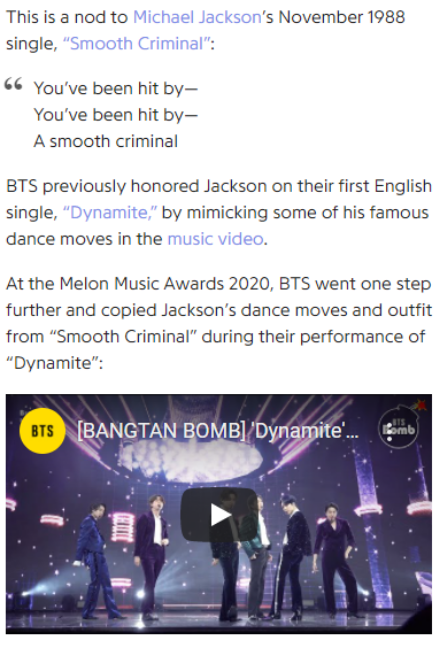 This is a nod to Michael Jackson’s November 1988
single, “Smooth Criminal”:
“ You’ve been hit by—
You’ve been hit by—
A smooth criminal
BTS previously honored Jackson on their first English
single, “Dynamite,” by mimicking some of his famous
dance moves in the music video.
At the Melon Music Awards 2020, BTS went one step
further and copied Jackson’s dance moves and outfit
from “Smooth Criminal” during their performance of
“Dynamite”:
BTS [BANGTAN BOMB] 'Dynamite'...
BTS
Bomb